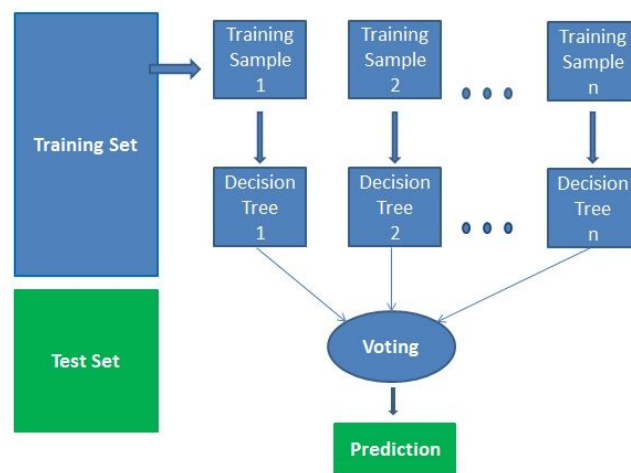 Training Set
Training
Sample
1
Training
Sample
2
Training
Sample
n
Decision
Tree
1
Decision
Tree
2
Decision
Tree
n
Test Set
Voting
Prediction